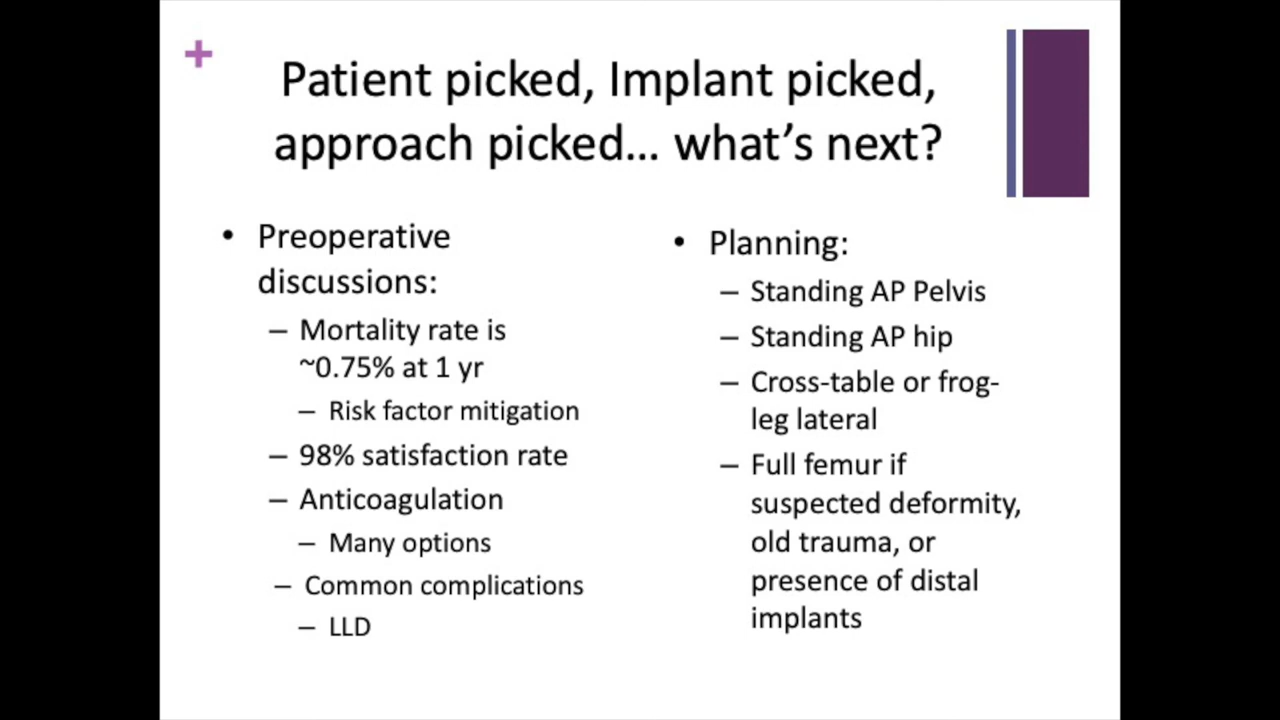 Patient picked, Implant picked,
approach picked... what's next?
• Preoperative
discussions:
– Mortality rate is
~0.75% at 1 yr
– Risk factor mitigation
– 98% satisfaction rate
– Anticoagulation
– Many options
– Common complications
– LLD
• Planning:
– Standing AP Pelvis
– Standing AP hip
– Cross-table or frog-
leg lateral
– Full femur if
suspected deformity,
old trauma, or
presence of distal
implants